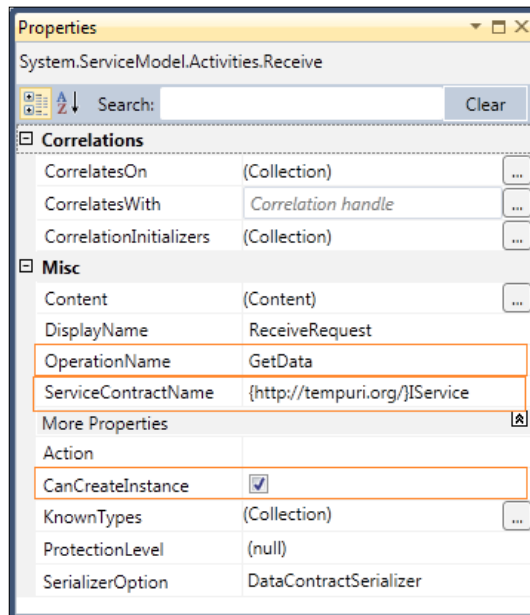 Properties
System.ServiceModel.Activities.Receive
Search: Clear
Correlations
CorrelatesOn (Collection) ...
CorrelatesWith Correlation handle ...
CorrelationInitializers (Collection) ...
Misc
Content (Content) ...
DisplayName ReceiveRequest
OperationName GetData
ServiceContractName {http://tempuri.org/}IService
More Properties
Action
CanCreateInstance
KnownTypes (Collection) ...
ProtectionLevel (null)
SerializerOption DataContractSerializer